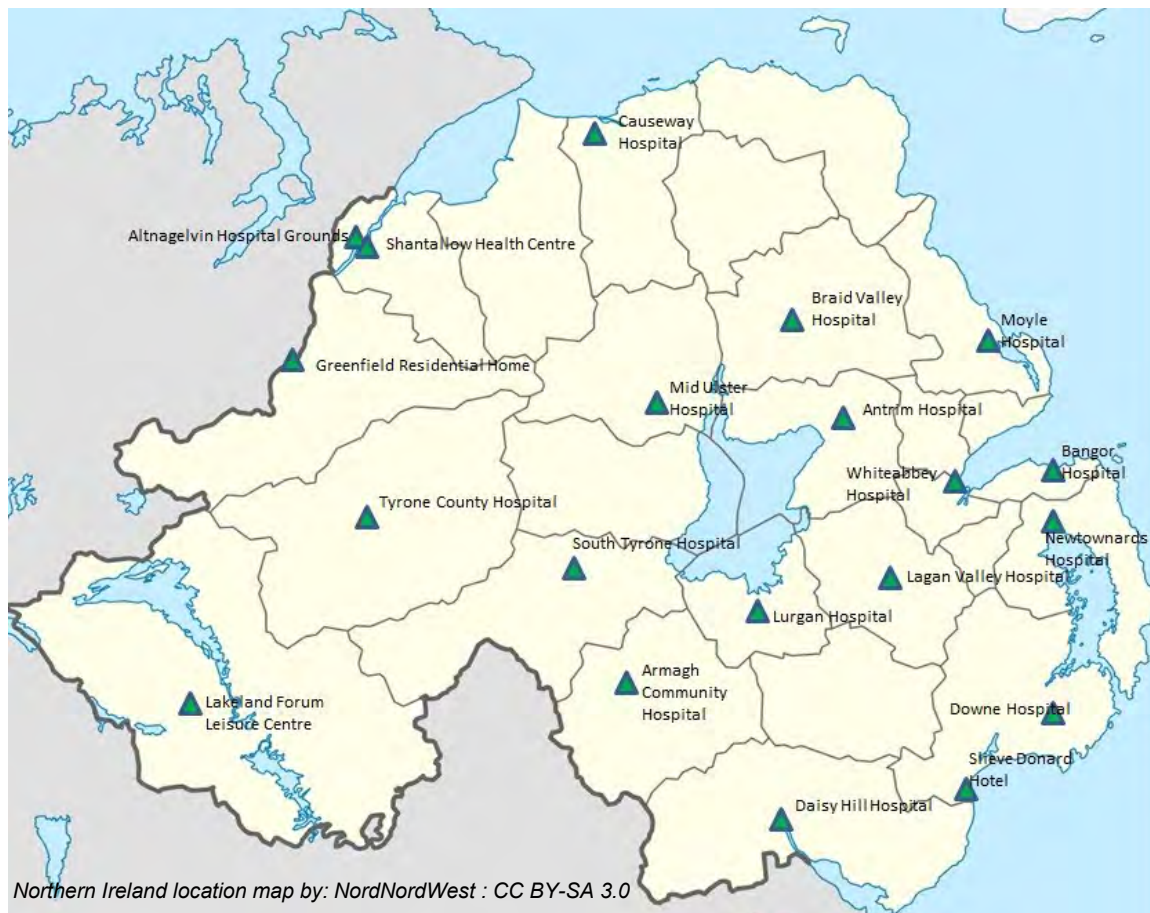 Causeway
Hospital
Altnagelvin Hospital Grounds
Shantallow Health Centre
Braid Valley
Hospital
Moyle
Hospital
Greenfield Residential Home
Mid Ulster
Hospital
Antrim Hospital
Bangor
Hospital
Whiteabbey
Hospital
Tyrone County Hospital
South Tyrone Hospital
Newtownards
Hospital
Lagan Valley Hospital
Lurgan Hospital
Armagh
Community
Hospital
Lakeland Forum
Leisure Centre
Downe Hospital
Slieve Donard
Hotel
Daisy Hill Hospital
Northern Ireland location map by: NordNordWest : CC BY-SA 3.0